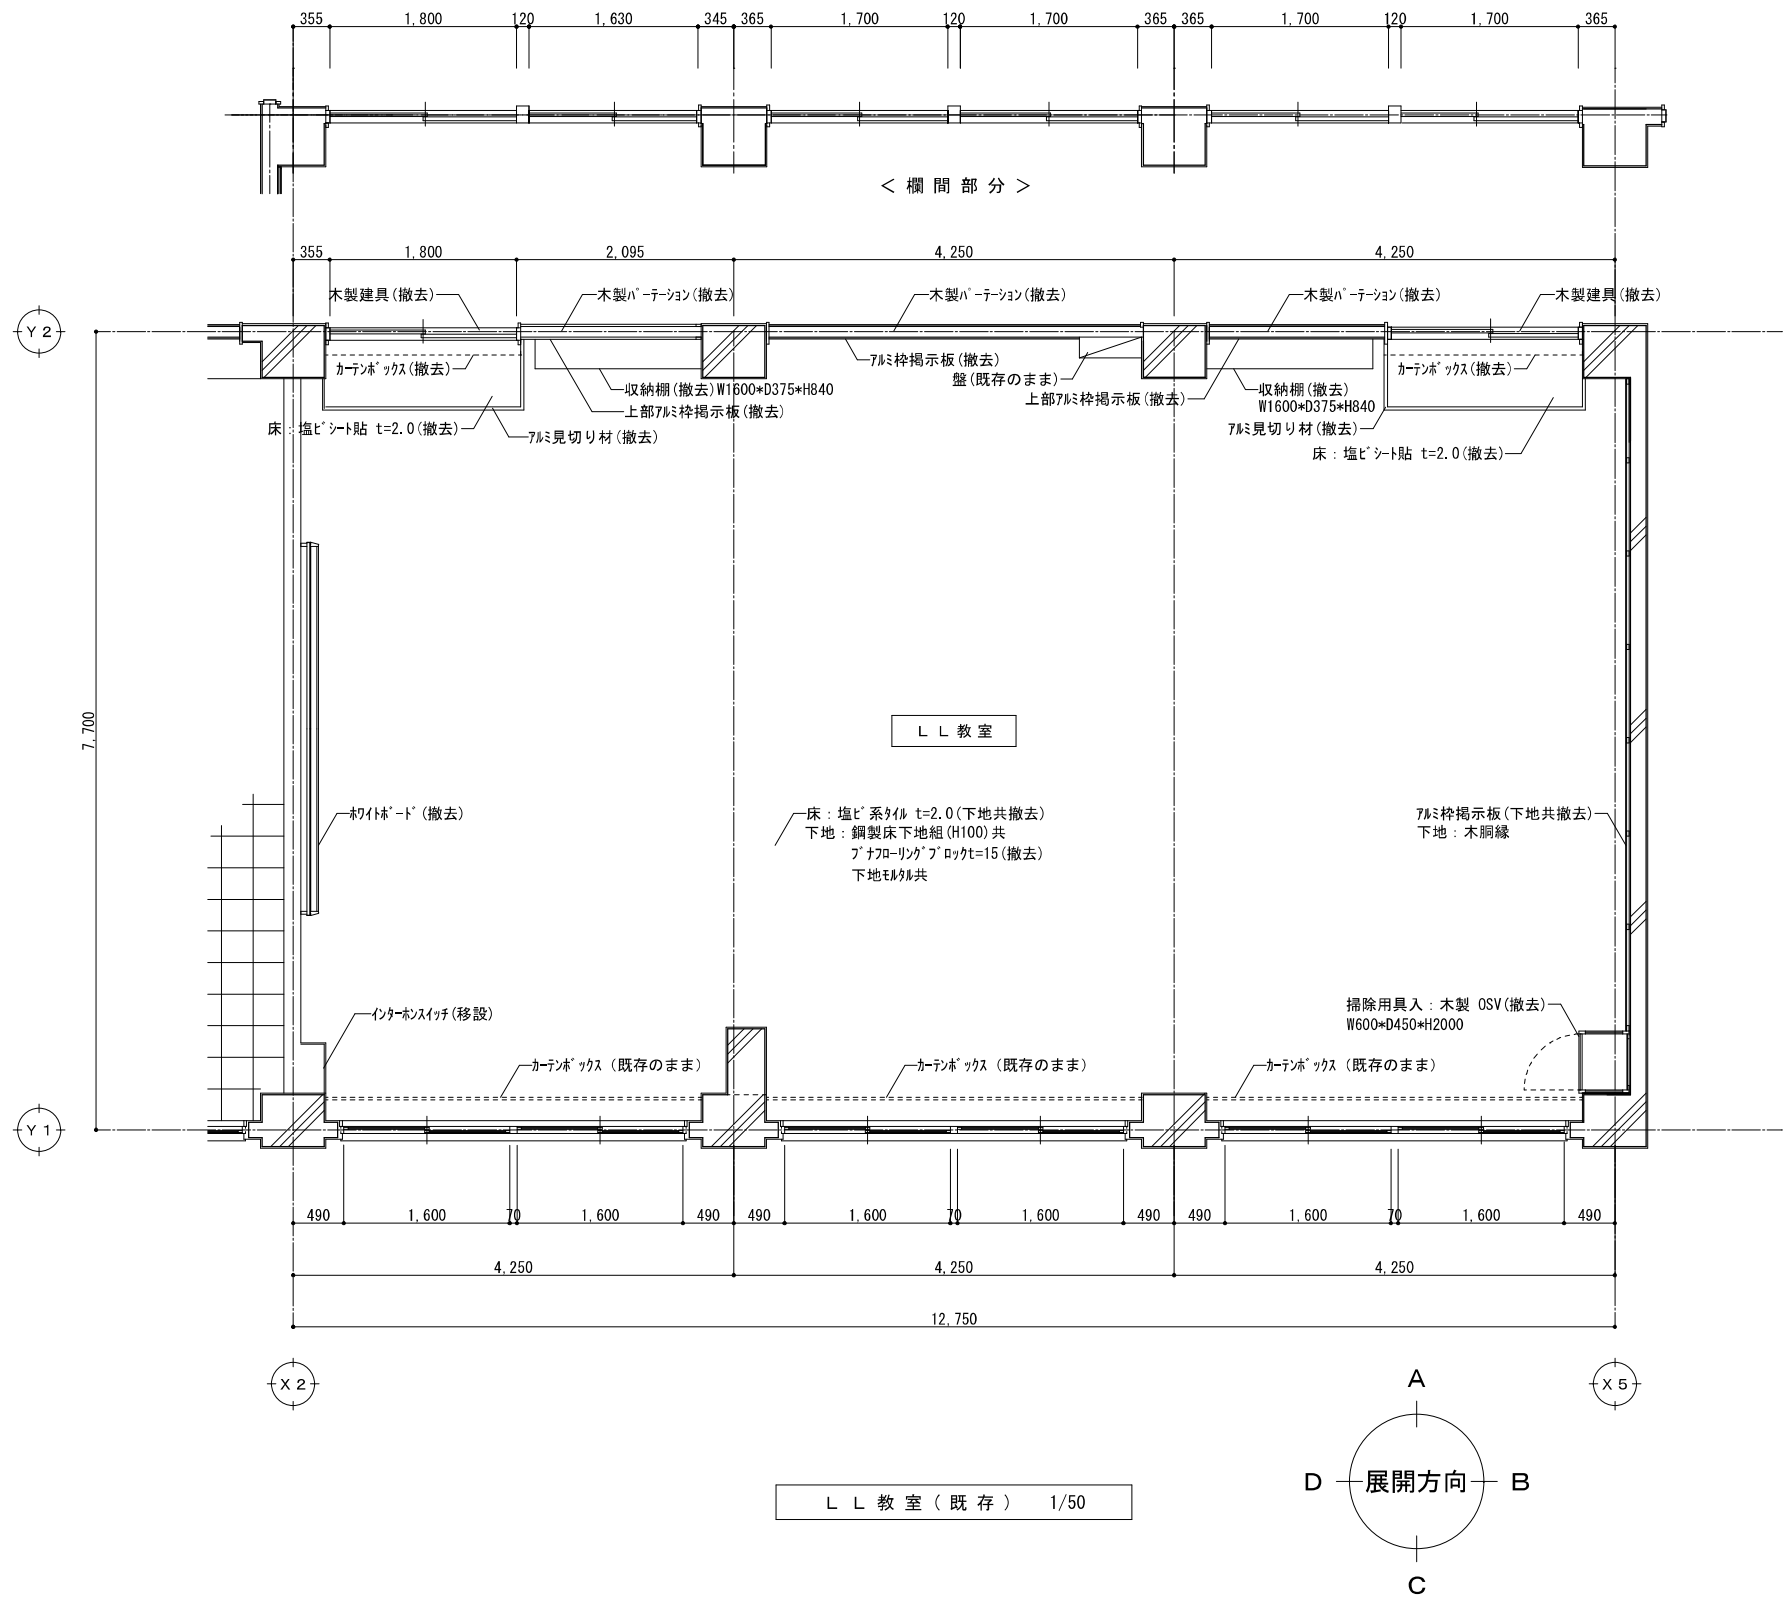 355 1,800 120 1,630 345 365 1,700 120 1,700 365 365 1,700 120 1,700 365
＜ 欄 間 部 分 ＞
355 1,800 2,095 4,250 4,250
木製建具(撤去) 木製ﾊﾟｰﾃｰｼｮﾝ(撤去) 木製ﾊﾟｰﾃｰｼｮﾝ(撤去) 木製ﾊﾟｰﾃｰｼｮﾝ(撤去) 木製建具(撤去)
Ｙ２
ｶｰﾃﾝﾎﾞｯｸｽ(撤去)
収納棚(撤去)W1600*D375*H840
上部ｱﾙﾐ枠掲示板(撤去)
床：塩ﾋﾞｼｰﾄ貼 t=2.0(撤去)
ｱﾙﾐ見切り材(撤去)
ｱﾙﾐ枠掲示板(撤去)
盤(既存のまま)
上部ｱﾙﾐ枠掲示板(撤去)
収納棚(撤去)
W1600*D375*H840
ｶｰﾃﾝﾎﾞｯｸｽ(撤去)
ｱﾙﾐ見切り材(撤去)
床：塩ﾋﾞｼｰﾄ貼 t=2.0(撤去)
7,700
Ｌ Ｌ 教 室
ﾎﾜｲﾄﾎﾞｰﾄﾞ(撤去)
床：塩ﾋﾞ系ﾀｲﾙ t=2.0(下地共撤去)
下地：鋼製床下地組(H100)共
ﾌﾞﾅﾌﾛｰﾘﾝｸﾞﾌﾞﾛｯｸt=15(撤去)
下地ﾓﾙﾀﾙ共
ｱﾙﾐ枠掲示板(下地共撤去)
下地：木胴縁
ｲﾝﾀｰﾎﾝｽｲｯﾁ(移設)
掃除用具入：木製 OSV(撤去)
W600*D450*H2000
ｶｰﾃﾝﾎﾞｯｸｽ（既存のまま） ｶｰﾃﾝﾎﾞｯｸｽ（既存のまま） ｶｰﾃﾝﾎﾞｯｸｽ（既存のまま）
Ｙ１
490 1,600 70 1,600 490 490 1,600 70 1,600 490 490 1,600 70 1,600 490
4,250 4,250 4,250
12,750
Ｘ２ Ｘ５
Ａ
Ｄ 展開方向 Ｂ
Ｃ
Ｌ Ｌ 教 室 （ 既 存 ） 1/50